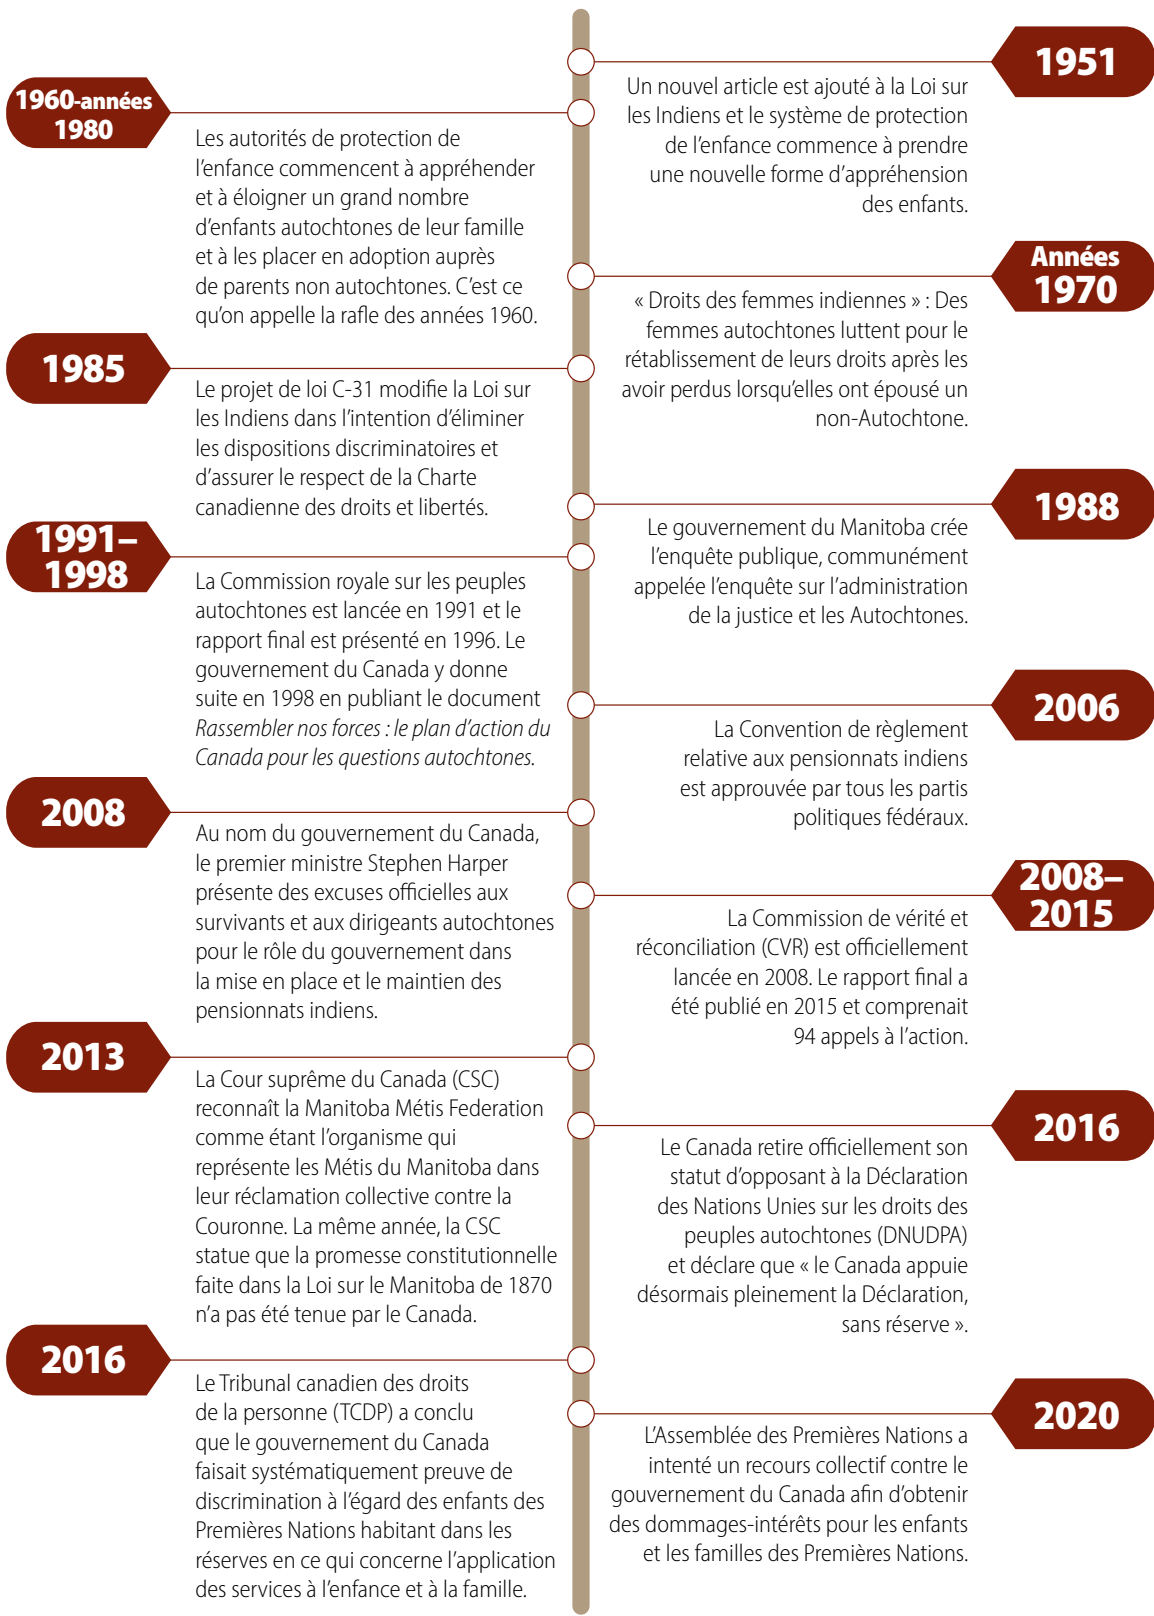 1951
Un nouvel article est ajouté à la Loi sur
les Indiens et le système de protection
de l’enfance commence à prendre
une nouvelle forme d’appréhension
des enfants.
1960-années
1980
Les autorités de protection de
l’enfance commencent à appréhender
et à éloigner un grand nombre
d’enfants autochtones de leur famille
et à les placer en adoption auprès
de parents non autochtones. C’est ce
qu’on appelle la rafle des années 1960.
Années
1970
« Droits des femmes indiennes » : Des
femmes autochtones luttent pour le
rétablissement de leurs droits après les
avoir perdus lorsqu’elles ont épousé un
non-Autochtone.
1985
Le projet de loi C-31 modifie la Loi sur
les Indiens dans l’intention d’éliminer
les dispositions discriminatoires et
d’assurer le respect de la Charte
canadienne des droits et libertés.
1988
Le gouvernement du Manitoba crée
l’enquête publique, communément
appelée l’enquête sur l’administration
de la justice et les Autochtones.
1991–
1998
La Commission royale sur les peuples
autochtones est lancée en 1991 et le
rapport final est présenté en 1996. Le
gouvernement du Canada y donne
suite en 1998 en publiant le document
Rassembler nos forces : le plan d’action du
Canada pour les questions autochtones.
2006
La Convention de règlement
relative aux pensionnats indiens
est approuvée par tous les partis
politiques fédéraux.
2008
Au nom du gouvernement du Canada,
le premier ministre Stephen Harper
présente des excuses officielles aux
survivants et aux dirigeants autochtones
pour le rôle du gouvernement dans
la mise en place et le maintien des
pensionnats indiens.
2008–
2015
La Commission de vérité et
réconciliation (CVR) est officiellement
lancée en 2008. Le rapport final a
été publié en 2015 et comprenait
94 appels à l’action.
2013
La Cour suprême du Canada (CSC)
reconnaît la Manitoba Métis Federation
comme étant l’organisme qui
représente les Métis du Manitoba dans
leur réclamation collective contre la
Couronne. La même année, la CSC
statue que la promesse constitutionnelle
faite dans la Loi sur le Manitoba de 1870
n’a pas été tenue par le Canada.
2016
Le Canada retire officiellement son
statut d’opposant à la Déclaration
des Nations Unies sur les droits des
peuples autochtones (DNUDPA)
et déclare que « le Canada appuie
désormais pleinement la Déclaration,
sans réserve ».
2016
Le Tribunal canadien des droits
de la personne (TCDP) a conclu
que le gouvernement du Canada
faisait systématiquement preuve de
discrimination à l’égard des enfants des
Premières Nations habitant dans les
réserves en ce qui concerne l’application
des services à l’enfance et à la famille.
2020
L’Assemblée des Premières Nations a
intenté un recours collectif contre le
gouvernement du Canada afin d’obtenir
des dommages-intérêts pour les enfants
et les familles des Premières Nations.